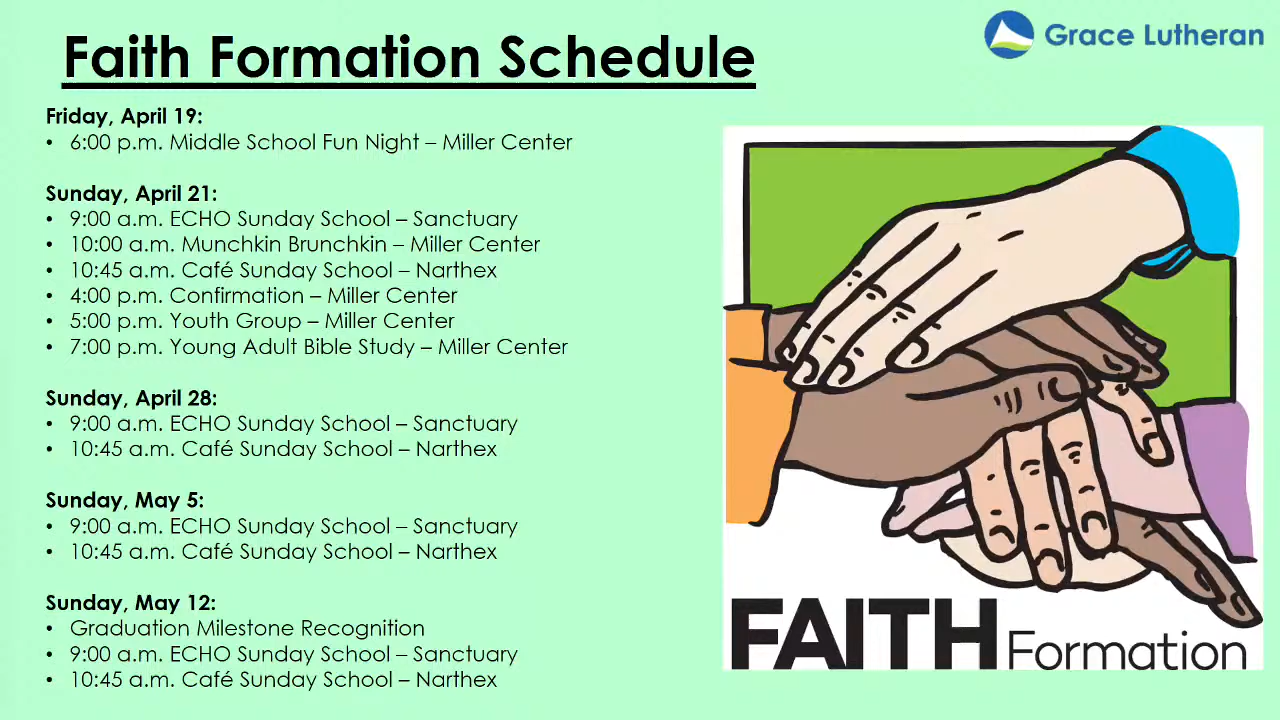 Faith Formation Schedule
Grace Lutheran
Friday, April 19:
• 6:00 p.m. Middle School Fun Night – Miller Center
Sunday, April 21:
• 9:00 a.m. ECHO Sunday School – Sanctuary
• 10:00 a.m. Munchkin Brunchkin – Miller Center
• 10:45 a.m. Café Sunday School – Narthex
• 4:00 p.m. Confirmation – Miller Center
• 5:00 p.m. Youth Group – Miller Center
• 7:00 p.m. Young Adult Bible Study – Miller Center
Sunday, April 28:
• 9:00 a.m. ECHO Sunday School – Sanctuary
• 10:45 a.m. Café Sunday School – Narthex
Sunday, May 5:
• 9:00 a.m. ECHO Sunday School – Sanctuary
• 10:45 a.m. Café Sunday School – Narthex
Sunday, May 12:
• Graduation Milestone Recognition
• 9:00 a.m. ECHO Sunday School – Sanctuary
• 10:45 a.m. Café Sunday School – Narthex
FAITH Formation